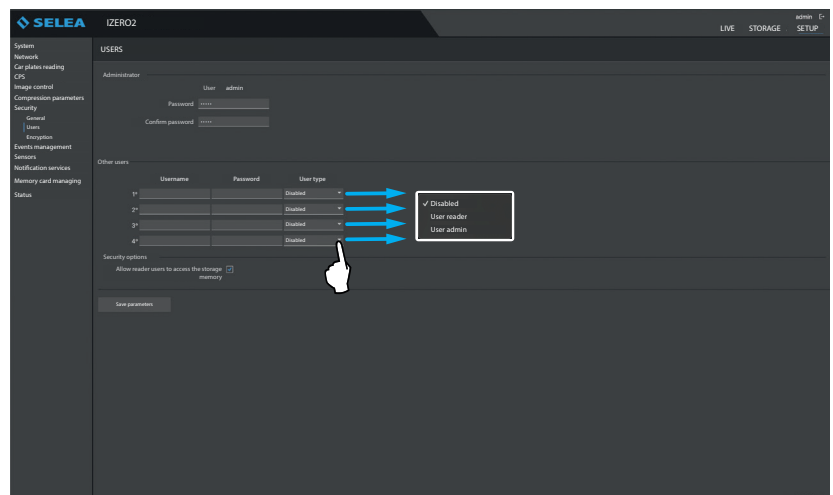 SELEA
IZERO2
admin
LIVE STORAGE SETUP
System
Network
Car plates reading
CPS
Image control
Compression parameters
Security
General
Users
Encryption
Events management
Sensors
Notification services
Memory card managing
Status
USERS
Administrator
User admin
Password •••••
Confirm password •••••
Other users
Username Password User type
1° Disabled
2° Disabled
3° Disabled
4° Disabled
✓ Disabled
User reader
User admin
Security options
Allow reader users to access the storage
memory
Save parameters